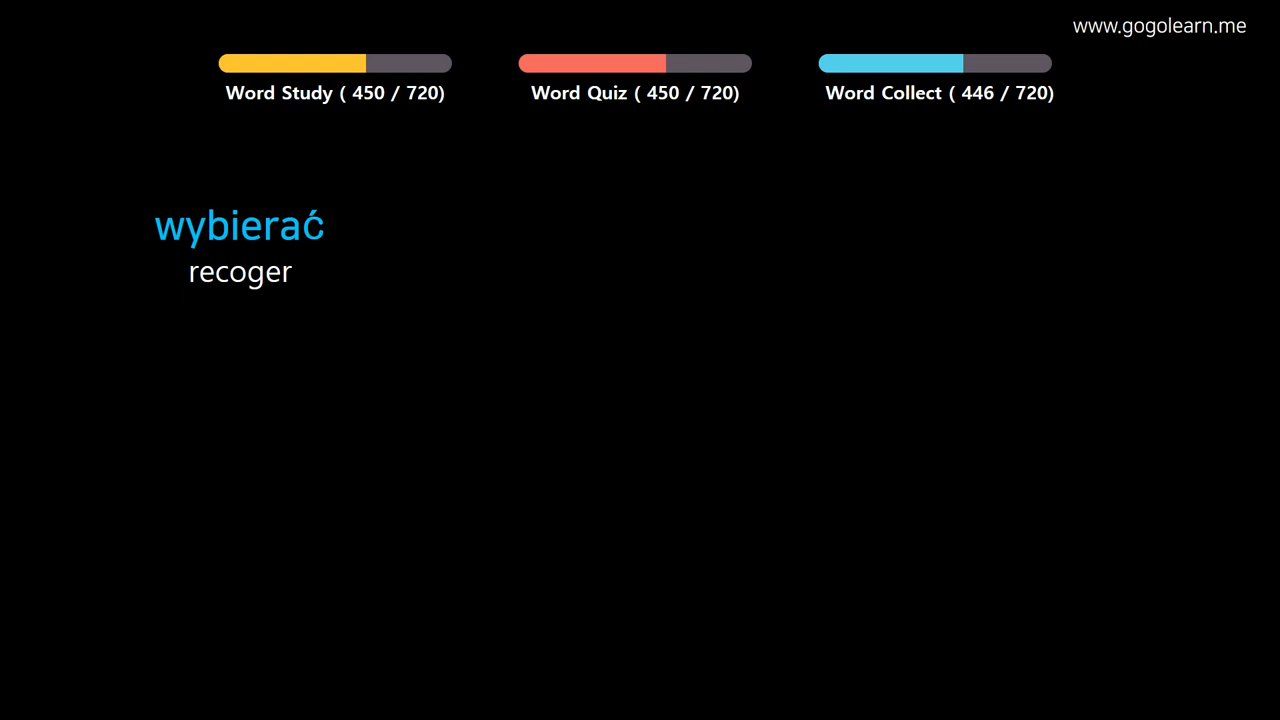 www.gogolearn.me
Word Study ( 450 / 720)
Word Quiz ( 450 / 720)
Word Collect ( 446 / 720)
wybierać
recoger